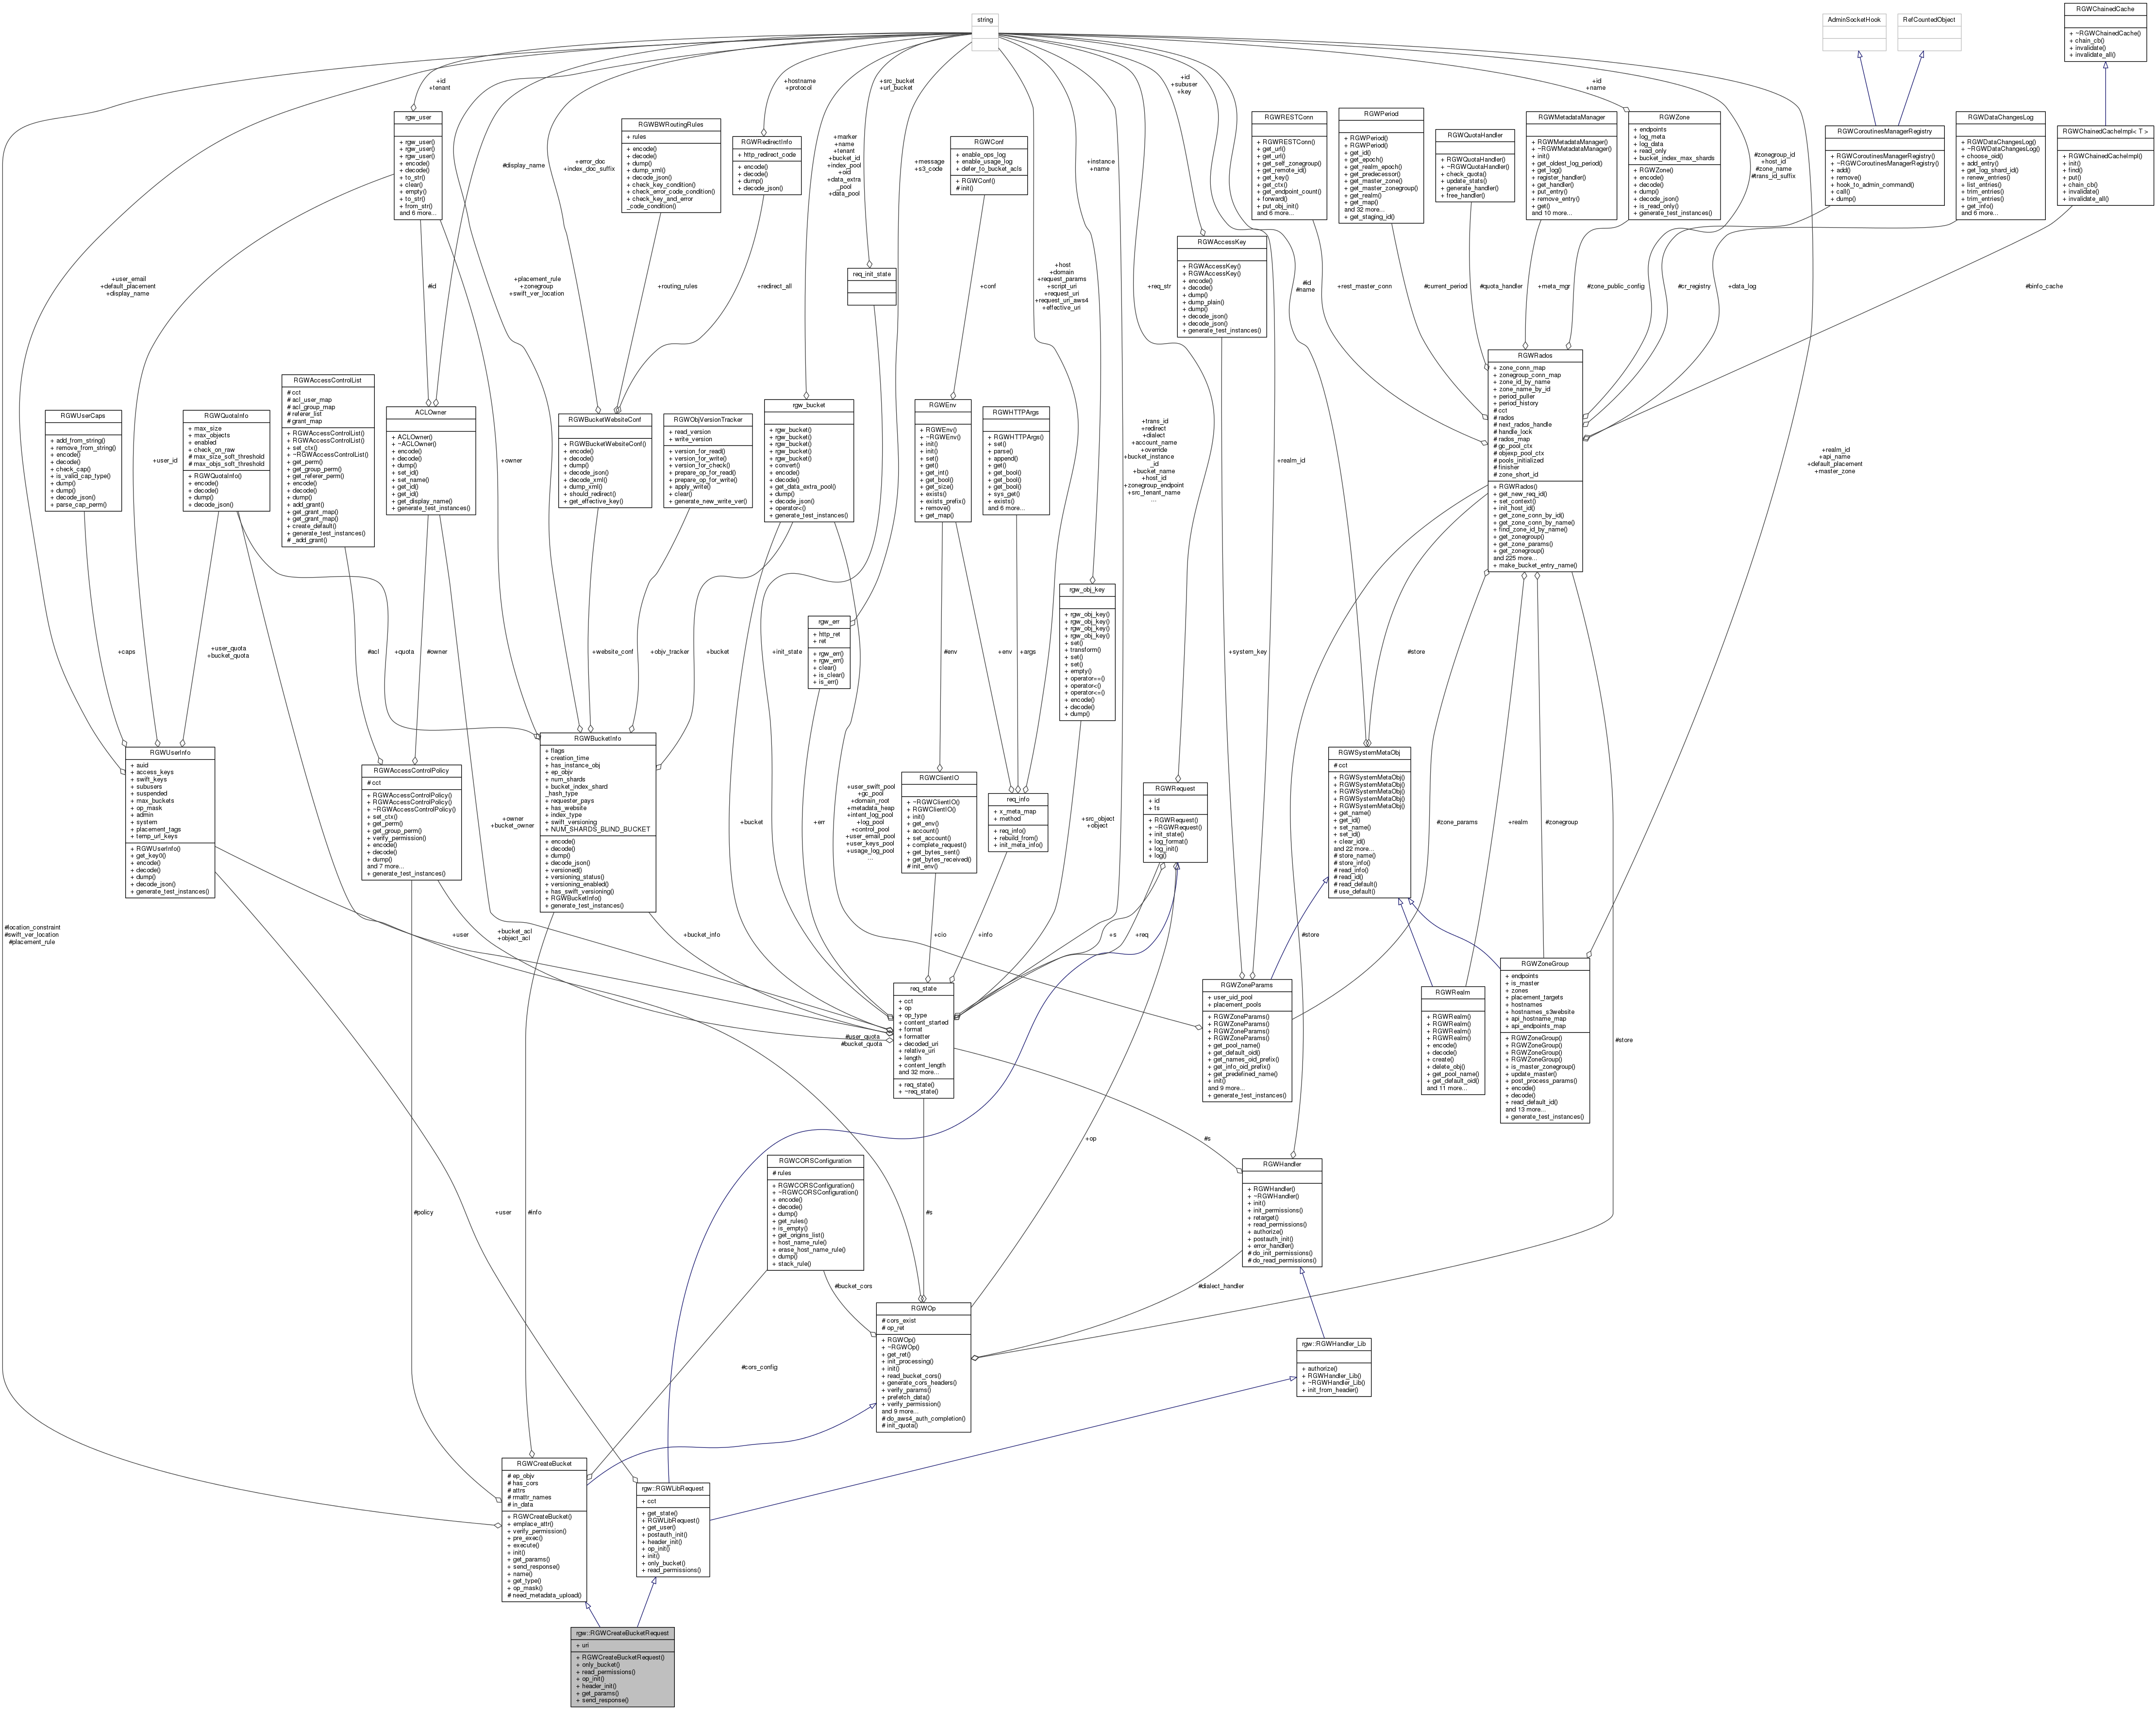 string
AdminSocketHook
RefCountedObject
RGWChainedCache
+ ~RGWChainedCache()
+ chain_cb()
+ invalidate()
+ invalidate_all()
+id
+tenant
+hostname
+protocol
+src_bucket
+url_bucket
+id
+subuser
+key
+id
+name
rgw_user
+ rgw_user()
+ rgw_user()
+ rgw_user()
+ encode()
+ decode()
+ to_str()
+ clear()
+ empty()
+ to_str()
+ from_str()
and 6 more...
RGWBWRoutingRules
+ rules
+ encode()
+ decode()
+ dump()
+ dump_xml()
+ decode_json()
+ check_key_condition()
+ check_error_code_condition()
+ check_key_and_error
_code_condition()
RGWRedirectInfo
+ http_redirect_code
+ encode()
+ decode()
+ dump()
+ decode_json()
RGWConf
+ enable_ops_log
+ enable_usage_log
+ defer_to_bucket_acls
+ RGWConf()
# init()
RGWRESTConn
+ RGWRESTConn()
+ get_url()
+ get_url()
+ get_self_zonegroup()
+ get_remote_id()
+ get_key()
+ get_ctx()
+ get_endpoint_count()
+ forward()
+ put_obj_init()
and 6 more...
RGWPeriod
+ RGWPeriod()
+ RGWPeriod()
+ get_id()
+ get_epoch()
+ get_realm_epoch()
+ get_predecessor()
+ get_master_zone()
+ get_master_zonegroup()
+ get_realm()
+ get_map()
and 32 more...
+ get_staging_id()
RGWQuotaHandler
+ RGWQuotaHandler()
+ ~RGWQuotaHandler()
+ check_quota()
+ update_stats()
+ generate_handler()
+ free_handler()
RGWMetadataManager
+ RGWMetadataManager()
+ ~RGWMetadataManager()
+ init()
+ get_oldest_log_period()
+ get_log()
+ register_handler()
+ get_handler()
+ put_entry()
+ remove_entry()
+ get()
and 10 more...
RGWZone
+ endpoints
+ log_meta
+ log_data
+ read_only
+ bucket_index_max_shards
+ RGWZone()
+ encode()
+ decode()
+ dump()
+ decode_json()
+ is_read_only()
+ generate_test_instances()
#zonegroup_id
+host_id
#zone_name
#trans_id_suffix
RGWCoroutinesManagerRegistry
+ RGWCoroutinesManagerRegistry()
+ ~RGWCoroutinesManagerRegistry()
+ add()
+ remove()
+ hook_to_admin_command()
+ call()
+ dump()
RGWDataChangesLog
+ RGWDataChangesLog()
+ ~RGWDataChangesLog()
+ choose_oid()
+ add_entry()
+ get_log_shard_id()
+ renew_entries()
+ list_entries()
+ trim_entries()
+ trim_entries()
+ get_info()
and 6 more...
RGWChainedCacheImpl< T >
+ RGWChainedCacheImpl()
+ init()
+ find()
+ put()
+ chain_cb()
+ invalidate()
+ invalidate_all()
#display_name
+error_doc
+index_doc_suffix
+marker
+name
+tenant
+bucket_id
+index_pool
+oid
+data_extra
_pool
+data_pool
+message
+s3_code
+instance
+name
RGWAccessKey
+ RGWAccessKey()
+ RGWAccessKey()
+ encode()
+ decode()
+ dump()
+ dump_plain()
+ dump()
+ decode_json()
+ decode_json()
+ generate_test_instances()
req_init_state
+user_email
+default_placement
+display_name
#id
+placement_rule
+zonegroup
+swift_ver_location
+routing_rules
+redirect_all
+conf
+host
+domain
+request_params
+script_uri
+request_uri
+request_uri_aws4
+effective_uri
+req_str
#id
#name
+rest_master_conn
#current_period
#quota_handler
+meta_mgr
#zone_public_config
#cr_registry
+data_log
#binfo_cache
RGWRados
+ zone_conn_map
+ zonegroup_conn_map
+ zone_id_by_name
+ zone_name_by_id
+ period_puller
+ period_history
# cct
# rados
# next_rados_handle
# handle_lock
# rados_map
# gc_pool_ctx
# objexp_pool_ctx
# pools_initialized
# finisher
# zone_short_id
+ RGWRados()
+ get_new_req_id()
+ set_context()
+ init_host_id()
+ get_zone_conn_by_id()
+ get_zone_conn_by_name()
+ find_zone_id_by_name()
+ get_zonegroup()
+ get_zone_params()
+ get_zonegroup()
and 225 more...
+ make_bucket_entry_name()
RGWUserCaps
+ add_from_string()
+ remove_from_string()
+ encode()
+ decode()
+ check_cap()
+ is_valid_cap_type()
+ dump()
+ dump()
+ decode_json()
+ parse_cap_perm()
RGWQuotaInfo
+ max_size
+ max_objects
+ enabled
+ check_on_raw
# max_size_soft_threshold
# max_objs_soft_threshold
+ RGWQuotaInfo()
+ encode()
+ decode()
+ dump()
+ decode_json()
RGWAccessControlList
# cct
# acl_user_map
# acl_group_map
# referer_list
# grant_map
+ RGWAccessControlList()
+ RGWAccessControlList()
+ set_ctx()
+ ~RGWAccessControlList()
+ get_perm()
+ get_group_perm()
+ get_referer_perm()
+ encode()
+ decode()
+ dump()
+ add_grant()
+ get_grant_map()
+ get_grant_map()
+ create_default()
+ generate_test_instances()
# _add_grant()
ACLOwner
+ ACLOwner()
+ ~ACLOwner()
+ encode()
+ decode()
+ dump()
+ set_id()
+ set_name()
+ get_id()
+ get_id()
+ get_display_name()
+ generate_test_instances()
RGWBucketWebsiteConf
+ RGWBucketWebsiteConf()
+ encode()
+ decode()
+ dump()
+ decode_json()
+ decode_xml()
+ dump_xml()
+ should_redirect()
+ get_effective_key()
RGWObjVersionTracker
+ read_version
+ write_version
+ version_for_read()
+ version_for_write()
+ version_for_check()
+ prepare_op_for_read()
+ prepare_op_for_write()
+ apply_write()
+ clear()
+ generate_new_write_ver()
rgw_bucket
+ rgw_bucket()
+ rgw_bucket()
+ rgw_bucket()
+ rgw_bucket()
+ rgw_bucket()
+ convert()
+ encode()
+ decode()
+ get_data_extra_pool()
+ dump()
+ decode_json()
+ operator<()
+ generate_test_instances()
RGWEnv
+ RGWEnv()
+ ~RGWEnv()
+ init()
+ init()
+ set()
+ get()
+ get_int()
+ get_bool()
+ get_size()
+ exists()
+ exists_prefix()
+ remove()
+ get_map()
RGWHTTPArgs
+ RGWHTTPArgs()
+ set()
+ parse()
+ append()
+ get()
+ get_bool()
+ get_bool()
+ get_bool()
+ sys_get()
+ exists()
and 6 more...
+trans_id
+redirect
+dialect
+account_name
+override
+bucket_instance
_id
+bucket_name
+host_id
+zonegroup_endpoint
+src_tenant_name
...
+user_id
+owner
+realm_id
+realm_id
+api_name
+default_placement
+master_zone
rgw_obj_key
+ rgw_obj_key()
+ rgw_obj_key()
+ rgw_obj_key()
+ rgw_obj_key()
+ set()
+ transform()
+ set()
+ set()
+ empty()
+ operator==()
+ operator<()
+ operator<=()
+ encode()
+ decode()
+ dump()
rgw_err
+ http_ret
+ ret
+ rgw_err()
+ rgw_err()
+ clear()
+ is_clear()
+ is_err()
+caps
+user_quota
+bucket_quota
#acl
+quota
#owner
+website_conf
+objv_tracker
+bucket
+init_state
#env
+env
+args
+system_key
#store
RGWUserInfo
+ auid
+ access_keys
+ swift_keys
+ subusers
+ suspended
+ max_buckets
+ op_mask
+ admin
+ system
+ placement_tags
+ temp_url_keys
+ RGWUserInfo()
+ get_key0()
+ encode()
+ decode()
+ dump()
+ decode_json()
+ generate_test_instances()
RGWAccessControlPolicy
# cct
+ RGWAccessControlPolicy()
+ RGWAccessControlPolicy()
+ ~RGWAccessControlPolicy()
+ set_ctx()
+ get_perm()
+ get_group_perm()
+ verify_permission()
+ encode()
+ decode()
+ dump()
and 7 more...
+ generate_test_instances()
RGWBucketInfo
+ flags
+ creation_time
+ has_instance_obj
+ ep_objv
+ num_shards
+ bucket_index_shard
_hash_type
+ requester_pays
+ has_website
+ index_type
+ swift_versioning
+ NUM_SHARDS_BLIND_BUCKET
+ encode()
+ decode()
+ dump()
+ decode_json()
+ versioned()
+ versioning_status()
+ versioning_enabled()
+ has_swift_versioning()
+ RGWBucketInfo()
+ generate_test_instances()
+owner
+bucket_owner
+bucket
+err
+user_swift_pool
+gc_pool
+domain_root
+metadata_heap
+intent_log_pool
+log_pool
+control_pool
+user_email_pool
+user_keys_pool
+usage_log_pool
...
RGWClientIO
+ ~RGWClientIO()
+ RGWClientIO()
+ init()
+ get_env()
+ account()
+ set_account()
+ complete_request()
+ get_bytes_sent()
+ get_bytes_received()
# init_env()
req_info
+ x_meta_map
+ method
+ req_info()
+ rebuild_from()
+ init_meta_info()
+src_object
+object
RGWRequest
+ id
+ ts
+ RGWRequest()
+ ~RGWRequest()
+ init_state()
+ log_format()
+ log_init()
+ log()
RGWSystemMetaObj
# cct
+ RGWSystemMetaObj()
+ RGWSystemMetaObj()
+ RGWSystemMetaObj()
+ RGWSystemMetaObj()
+ RGWSystemMetaObj()
+ get_name()
+ get_id()
+ set_name()
+ set_id()
+ clear_id()
and 22 more...
# store_name()
# store_info()
# read_info()
# read_id()
# read_default()
# use_default()
#zone_params
+realm
#zonegroup
#location_constraint
#swift_ver_location
#placement_rule
+user
+bucket_acl
+object_acl
+bucket_info
+cio
+info
+s
+req
#store
req_state
+ cct
+ op
+ op_type
+ content_started
+ format
+ formatter
+ decoded_uri
+ relative_uri
+ length
+ content_length
and 32 more...
+ req_state()
+ ~req_state()
#user_quota
#bucket_quota
RGWZoneParams
+ user_uid_pool
+ placement_pools
+ RGWZoneParams()
+ RGWZoneParams()
+ RGWZoneParams()
+ RGWZoneParams()
+ get_pool_name()
+ get_default_oid()
+ get_names_oid_prefix()
+ get_info_oid_prefix()
+ get_predefined_name()
+ init()
and 9 more...
+ generate_test_instances()
RGWRealm
+ RGWRealm()
+ RGWRealm()
+ RGWRealm()
+ RGWRealm()
+ encode()
+ decode()
+ create()
+ delete_obj()
+ get_pool_name()
+ get_default_oid()
and 11 more...
RGWZoneGroup
+ endpoints
+ is_master
+ zones
+ placement_targets
+ hostnames
+ hostnames_s3website
+ api_hostname_map
+ api_endpoints_map
+ RGWZoneGroup()
+ RGWZoneGroup()
+ RGWZoneGroup()
+ RGWZoneGroup()
+ is_master_zonegroup()
+ update_master()
+ post_process_params()
+ encode()
+ decode()
+ read_default_id()
and 13 more...
+ generate_test_instances()
#store
+op
#s
RGWCORSConfiguration
# rules
+ RGWCORSConfiguration()
+ ~RGWCORSConfiguration()
+ encode()
+ decode()
+ dump()
+ get_rules()
+ is_empty()
+ get_origins_list()
+ host_name_rule()
+ erase_host_name_rule()
+ dump()
+ stack_rule()
RGWHandler
+ RGWHandler()
+ ~RGWHandler()
+ init()
+ init_permissions()
+ retarget()
+ read_permissions()
+ authorize()
+ postauth_init()
+ error_handler()
# do_init_permissions()
# do_read_permissions()
#policy
+user
#info
#s
#bucket_cors
#dialect_handler
RGWOp
# cors_exist
# op_ret
+ RGWOp()
+ ~RGWOp()
+ get_ret()
+ init_processing()
+ init()
+ read_bucket_cors()
+ generate_cors_headers()
+ verify_params()
+ prefetch_data()
+ verify_permission()
and 9 more...
# do_aws4_auth_completion()
# init_quota()
rgw::RGWHandler_Lib
+ authorize()
+ RGWHandler_Lib()
+ ~RGWHandler_Lib()
+ init_from_header()
#cors_config
RGWCreateBucket
# ep_objv
# has_cors
# attrs
# rmattr_names
# in_data
+ RGWCreateBucket()
+ emplace_attr()
+ verify_permission()
+ pre_exec()
+ execute()
+ init()
+ get_params()
+ send_response()
+ name()
+ get_type()
+ op_mask()
# need_metadata_upload()
rgw::RGWLibRequest
+ cct
+ get_state()
+ RGWLibRequest()
+ get_user()
+ postauth_init()
+ header_init()
+ op_init()
+ init()
+ only_bucket()
+ read_permissions()
rgw::RGWCreateBucketRequest
+ uri
+ RGWCreateBucketRequest()
+ only_bucket()
+ read_permissions()
+ op_init()
+ header_init()
+ get_params()
+ send_response()